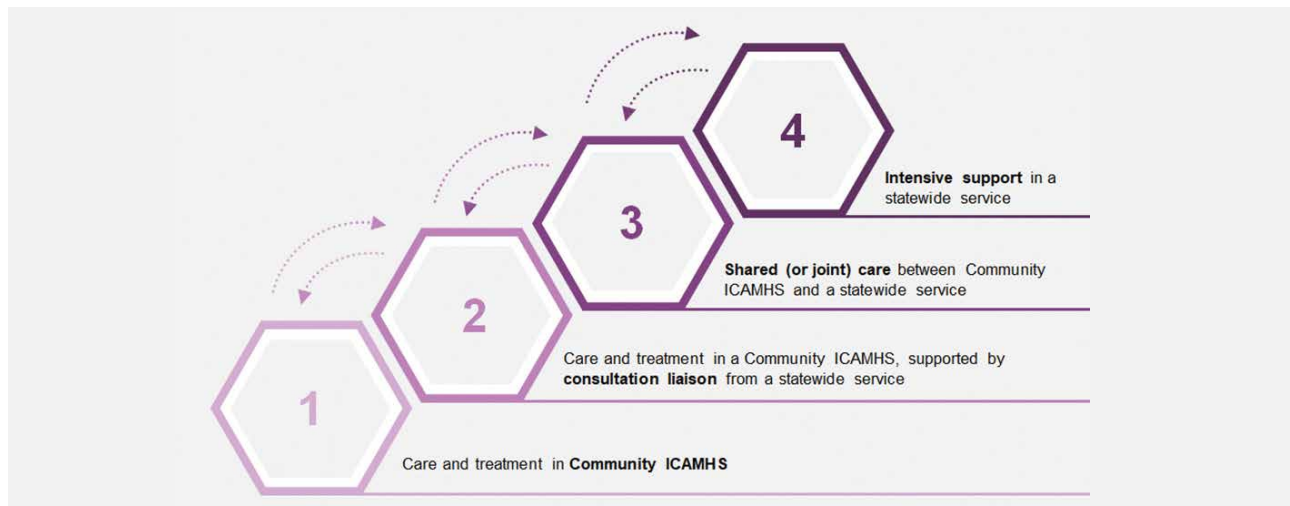 4
Intensive support in a
statewide service
3
Shared (or joint) care between Community
ICAMHS and a statewide service
2
Care and treatment in a Community ICAMHS, supported by
consultation liaison from a statewide service
1
Care and treatment in Community ICAMHS